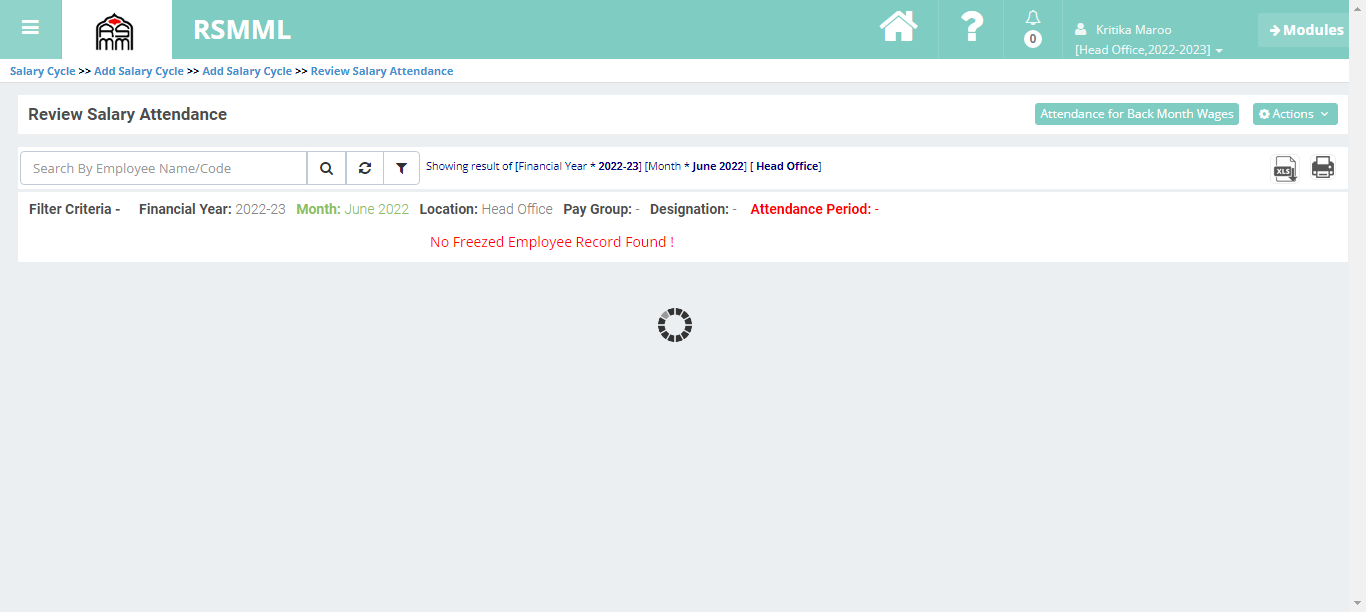 RSMM
RSMML
0
Kritika Maroo
[Head Office,2022-2023]
Modules
Salary Cycle >> Add Salary Cycle >> Add Salary Cycle >> Review Salary Attendance
Review Salary Attendance
Attendance for Back Month Wages
Actions
Search By Employee Name/Code
Showing result of [Financial Year * 2022-23] [Month * June 2022] [ Head Office]
XLS
Filter Criteria - Financial Year: 2022-23 Month: June 2022 Location: Head Office Pay Group: - Designation: - Attendance Period: -
No Freezed Employee Record Found !